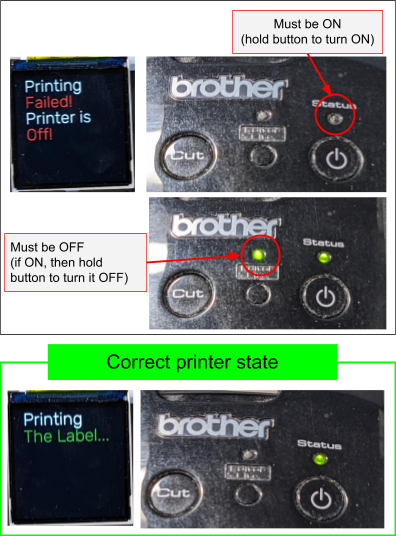 Must be ON
(hold button to turn ON)
Printing
Failed!
Printer is
Off!
brother
Status
Cut
Must be OFF
(if ON, then hold
button to turn it OFF)
brother
Status
Cut
Correct printer state
Printing
The Label...
brother
Status
Cut